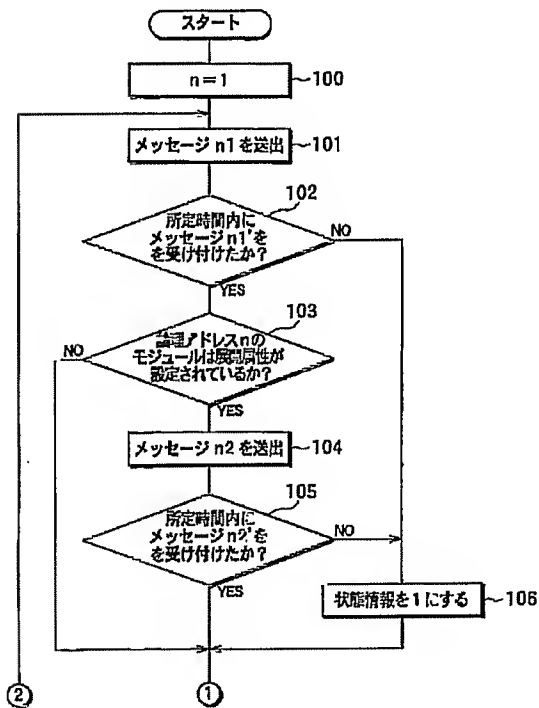 スタート
n=1
100
メッセージ n1 を送出
101
102
所定時間内に
メッセージ n1'を
を受け付けたか?
NO
YES
103
論理アドレスnの
モジュールは展開属性が
設定されているか?
NO
YES
メッセージ n2 を送出
104
105
所定時間内に
メッセージ n2'を
を受け付けたか?
NO
YES
状態情報を1にする
106
②
①